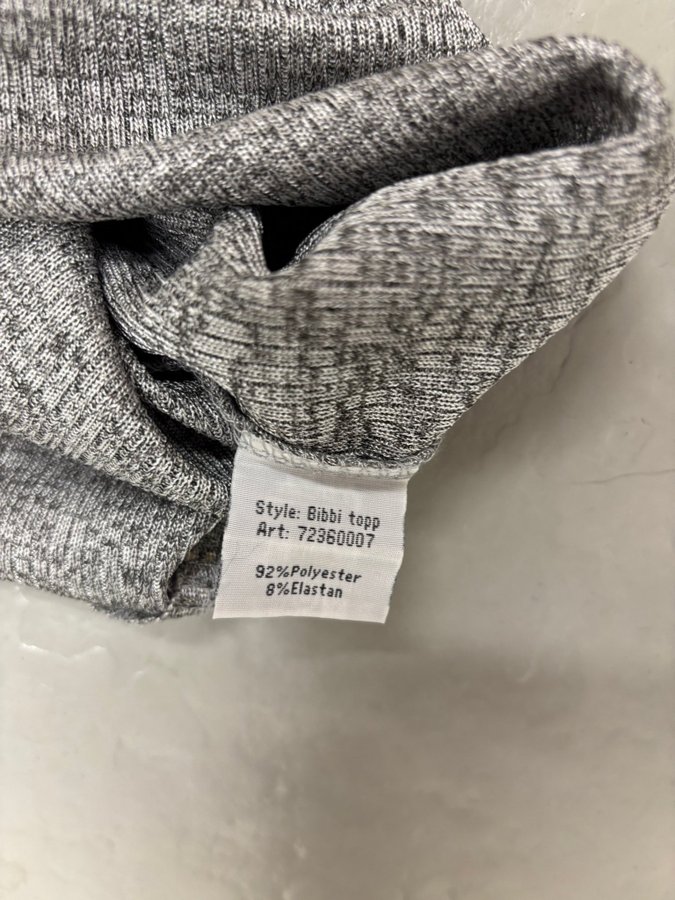 Style: Bibbi topp
Art: 72360007
92%Polyester
8%Elastan